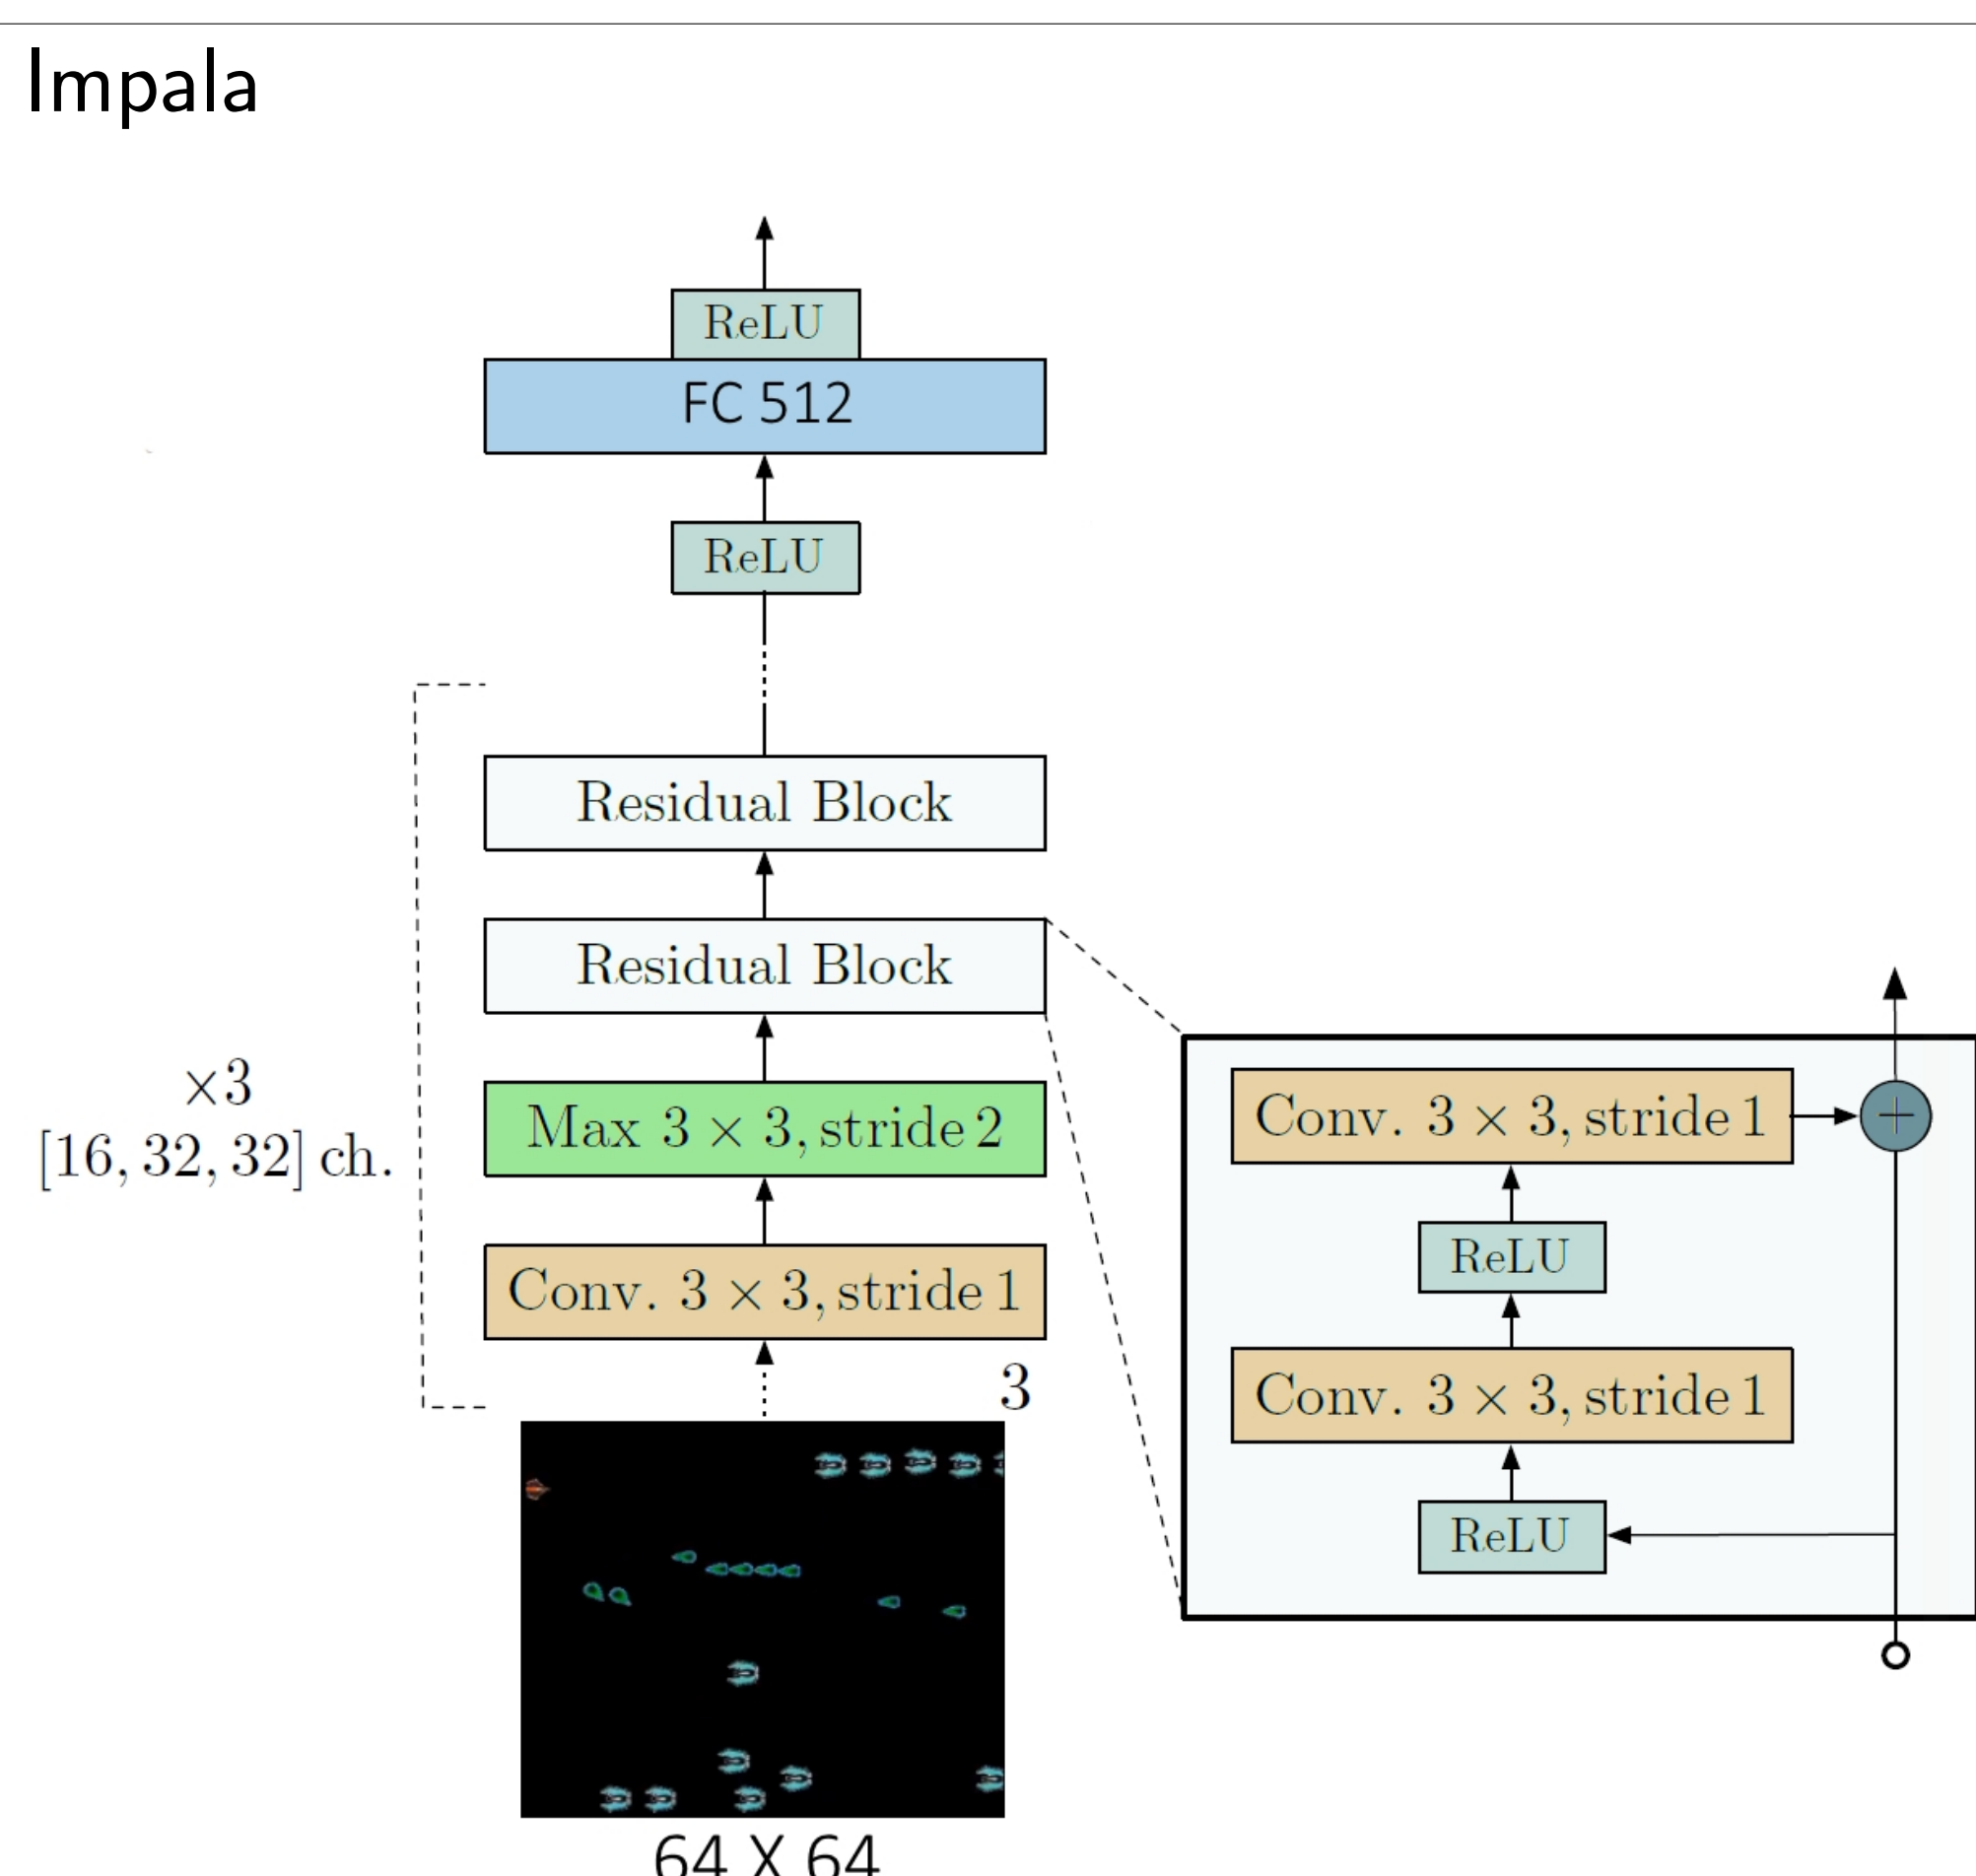 Impala
ReLU
FC 512
ReLU
Residual Block
Residual Block
Max 3 × 3, stride 2
Conv. 3 × 3, stride 1
×3
[16, 32, 32] ch.
3
64 X 64
Conv. 3 × 3, stride 1
+
ReLU
Conv. 3 × 3, stride 1
ReLU